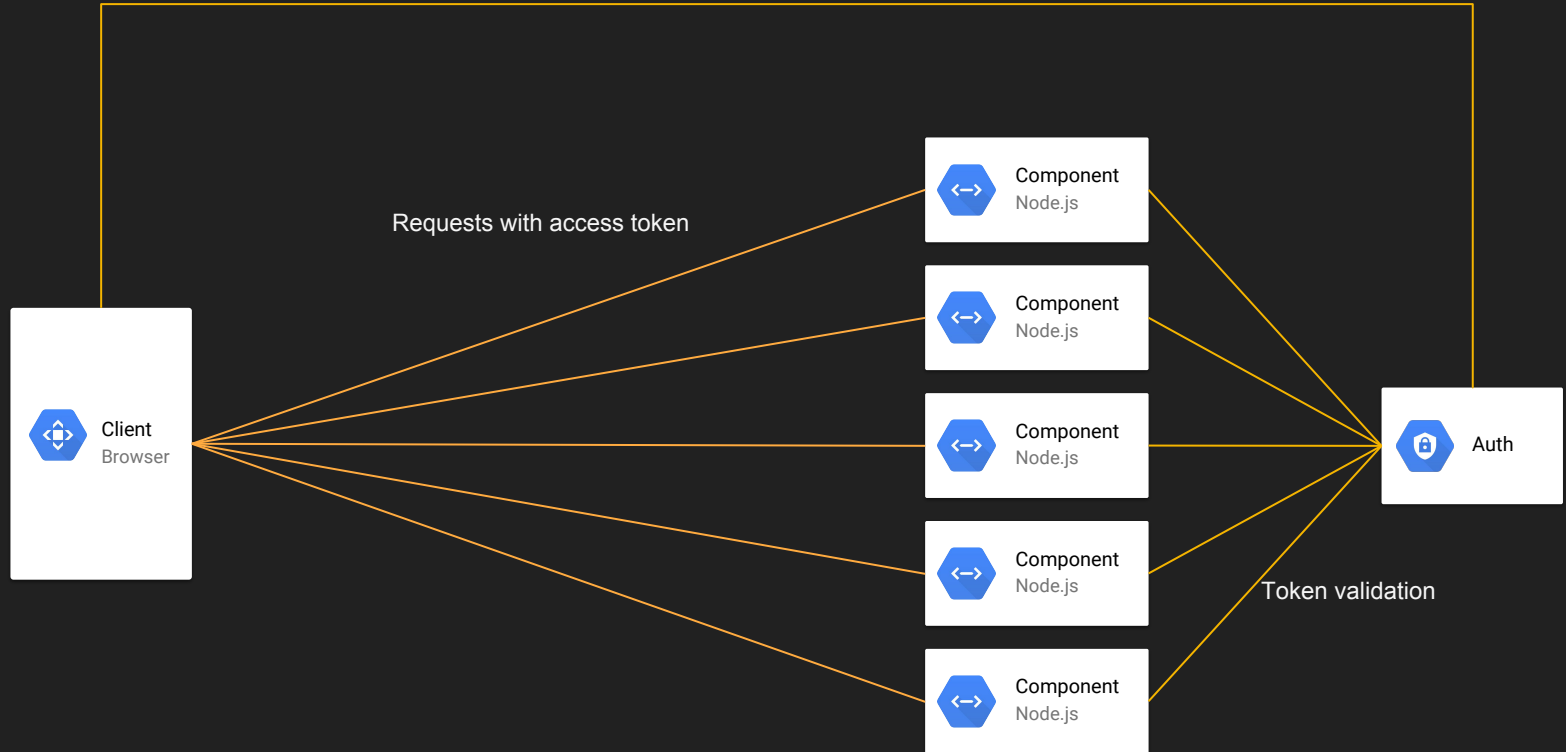 Requests with access token
Component
Node.js
Component
Node.js
Client
Browser
Component
Node.js
Auth
Component
Node.js
Token validation
Component
Node.js